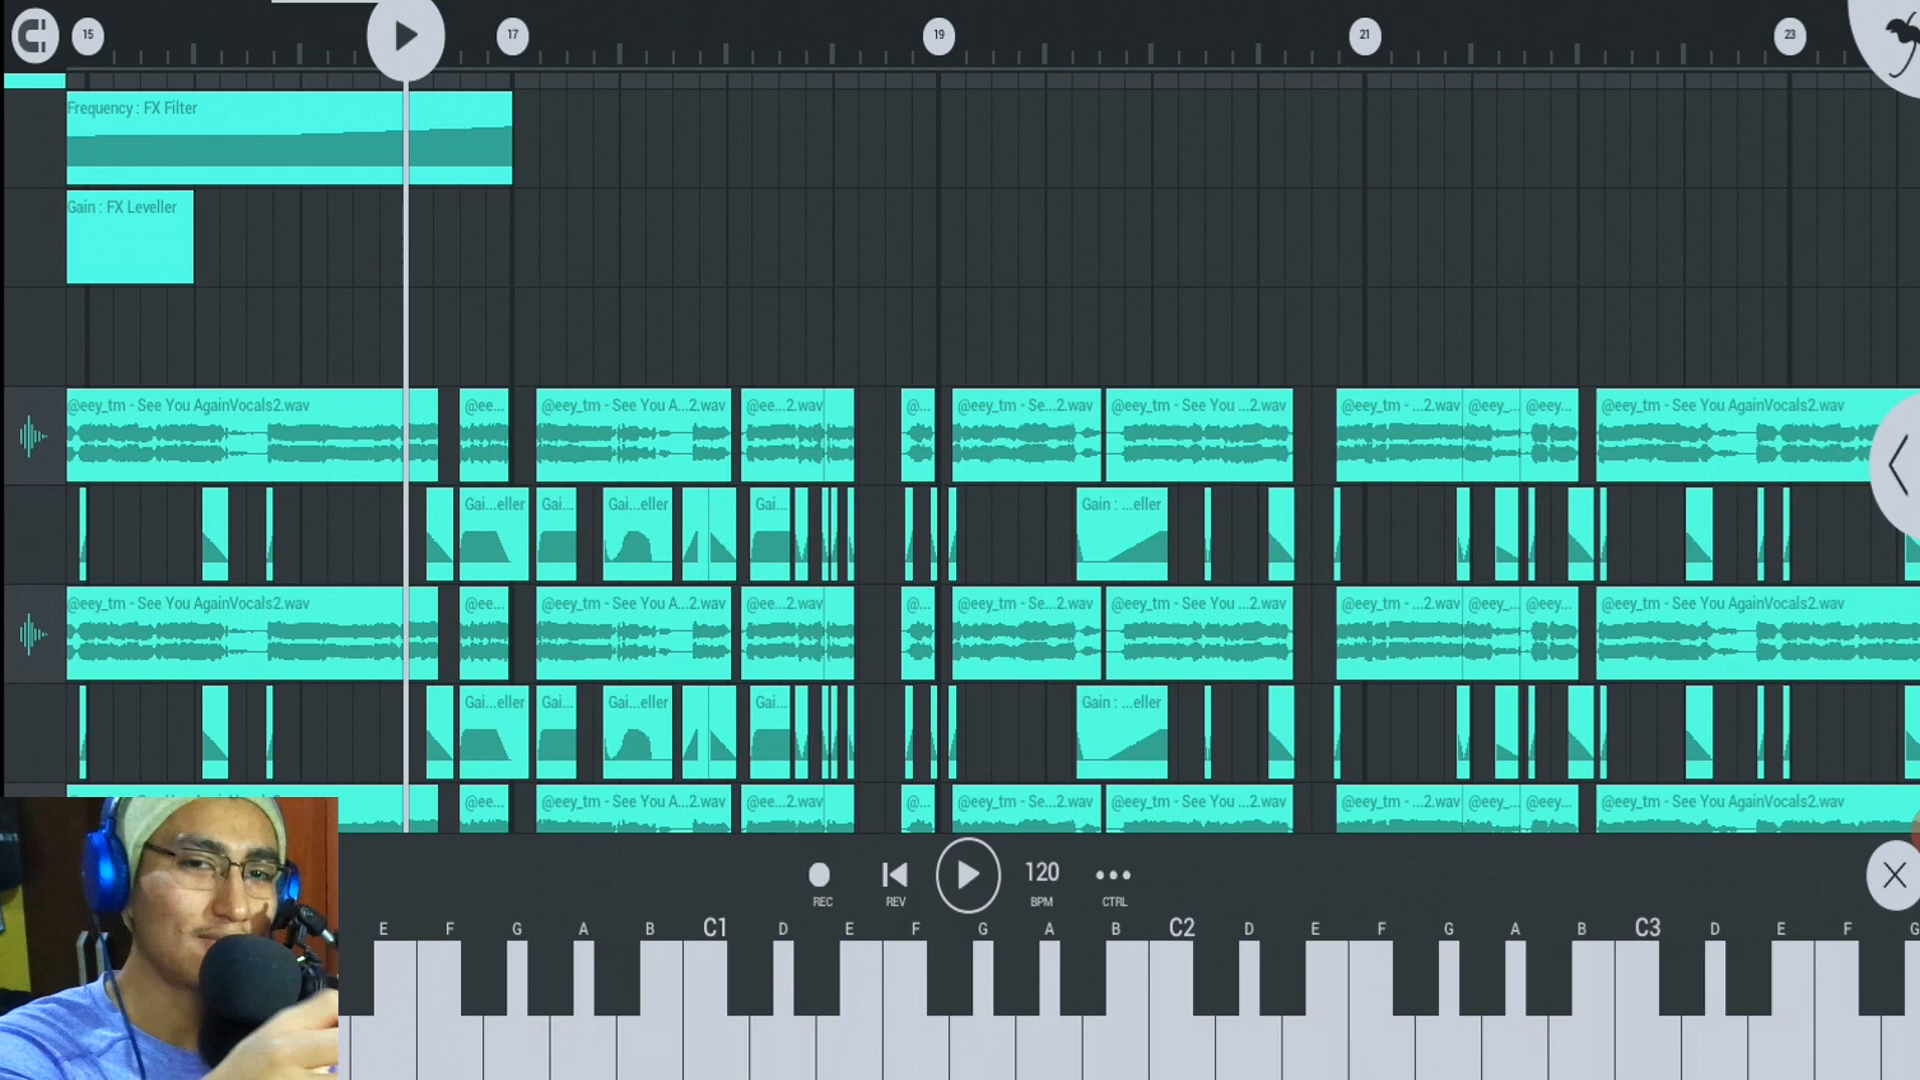 15
17
19
21
23
Frequency : FX Filter
Gain : FX Leveller
@eey_tm - See You AgainVocals2.wav
@ee...
@eey_tm - See You A...2.wav
@ee...2.wav
@...
@eey_tm - Se...2.wav
@eey_tm - See You ...2.wav
@eey_tm - ...2.wav
@eey_...
@eey...
@eey_tm - See You AgainVocals2.wav
Gai...eller
Gai...
Gai...eller
Gai...
Gain : ...eller
@eey_tm - See You AgainVocals2.wav
@ee...
@eey_tm - See You A...2.wav
@ee...2.wav
@...
@eey_tm - Se...2.wav
@eey_tm - See You ...2.wav
@eey_tm - ...2.wav
@eey_...
@eey...
@eey_tm - See You AgainVocals2.wav
Gai...eller
Gai...
Gai...eller
Gai...
Gain : ...eller
@ee...
@eey_tm - See You A...2.wav
@ee...2.wav
@...
@eey_tm - Se...2.wav
@eey_tm - See You ...2.wav
@eey_tm - ...2.wav
@eey_...
@eey...
@eey_tm - See You AgainVocals2.wav
REC
REV
120
BPM
CTRL
E F G A B C1 D E F G A B C2 D E F G A B C3 D E F G